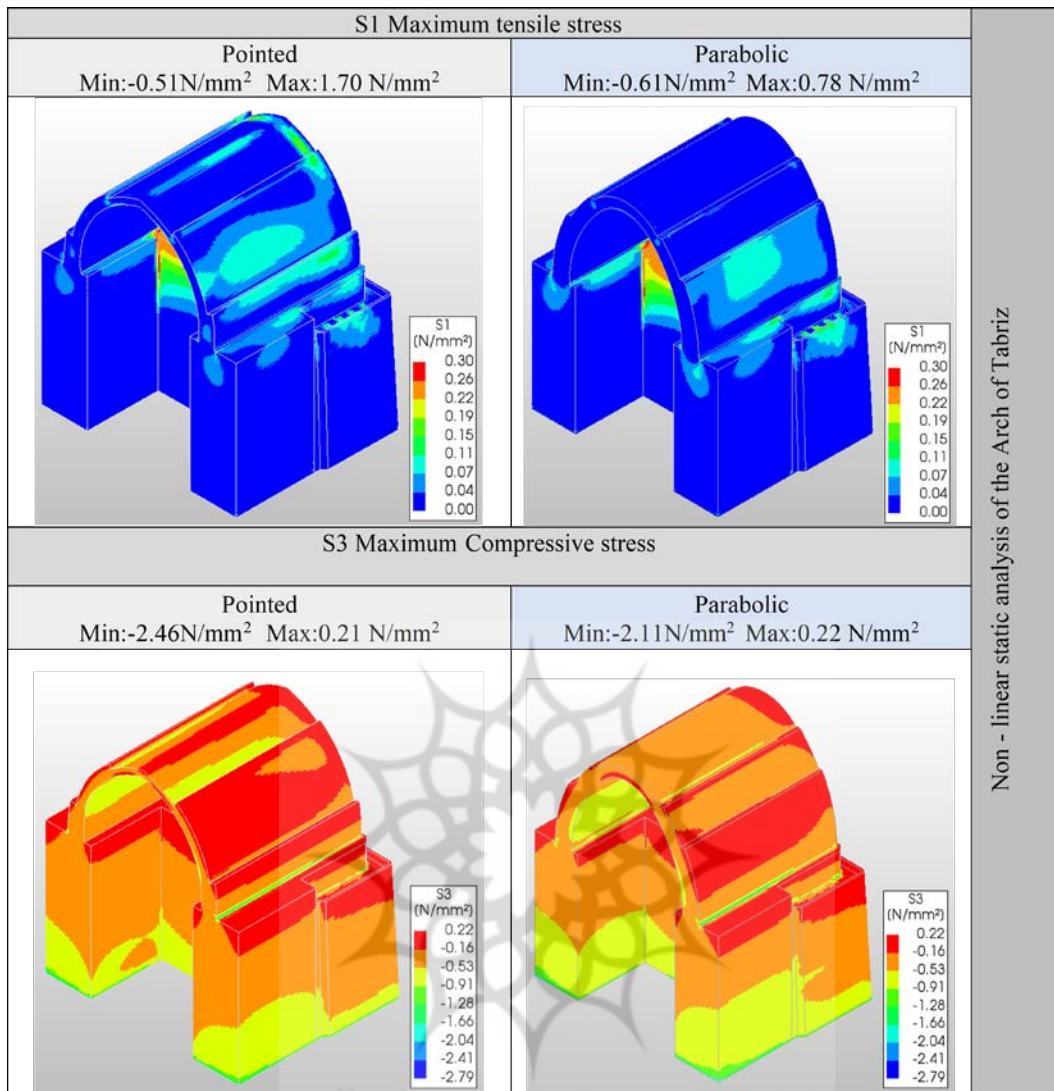 S1 Maximum tensile stress
Pointed
Min:-0.51N/mm² Max:1.70 N/mm²
Parabolic
Min:-0.61N/mm² Max:0.78 N/mm²
S1
(N/mm²)
0.30
0.26
0.22
0.19
0.15
0.11
0.07
0.04
0.00
S1
(N/mm²)
0.30
0.26
0.22
0.19
0.15
0.11
0.07
0.04
0.00
S3 Maximum Compressive stress
Pointed
Min:-2.46N/mm² Max:0.21 N/mm²
Parabolic
Min:-2.11N/mm² Max:0.22 N/mm²
S3
(N/mm²)
0.22
-0.16
-0.53
-0.91
-1.28
-1.66
-2.04
-2.41
-2.79
S3
(N/mm²)
0.22
-0.16
-0.53
-0.91
-1.28
-1.66
-2.04
-2.41
-2.79
Non - linear static analysis of the Arch of Tabriz